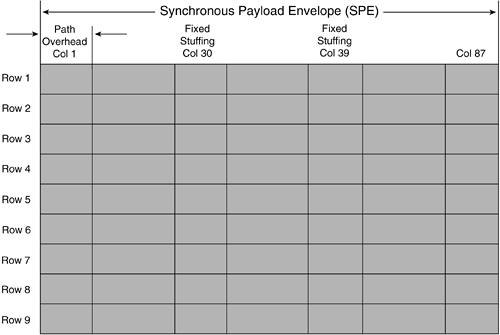 Synchronous Payload Envelope (SPE)
Path
Overhead
Col 1
Fixed
Stuffing
Col 30
Fixed
Stuffing
Col 39
Col 87
Row 1
Row 2
Row 3
Row 4
Row 5
Row 6
Row 7
Row 8
Row 9